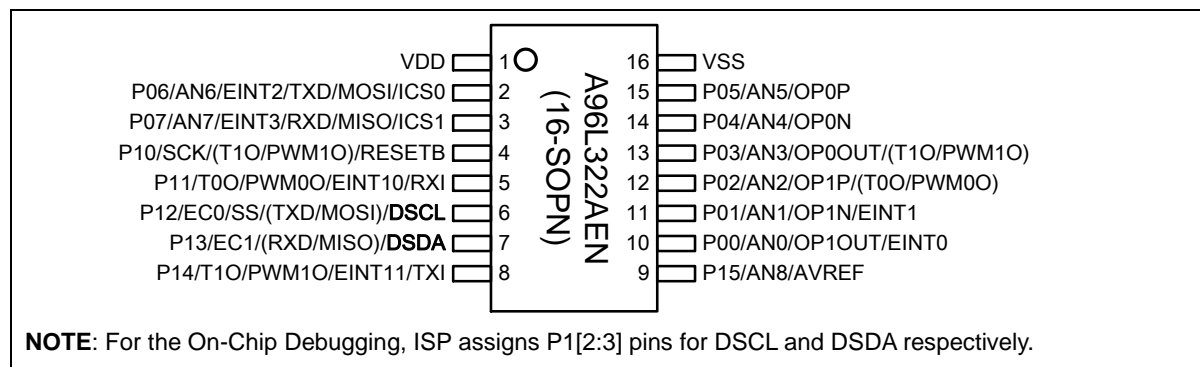 VDD 1 16 VSS
P06/AN6/EINT2/TXD/MOSI/ICS0 2 15 P05/AN5/OP0P
P07/AN7/EINT3/RXD/MISO/ICS1 3 14 P04/AN4/OP0N
P10/SCK/(T1O/PWM1O)/RESETB 4 13 P03/AN3/OP0OUT/(T1O/PWM1O)
P11/T0O/PWM0O/EINT10/RXI 5 12 P02/AN2/OP1P/(T0O/PWM0O)
P12/EC0/SS/(TXD/MOSI)/DSCL 6 11 P01/AN1/OP1N/EINT1
P13/EC1/(RXD/MISO)/DSDA 7 10 P00/AN0/OP1OUT/EINT0
P14/T1O/PWM1O/EINT11/TXI 8 9 P15/AN8/AVREF
A96L322AEN
(16-SOPN)
NOTE: For the On-Chip Debugging, ISP assigns P1[2:3] pins for DSCL and DSDA respectively.